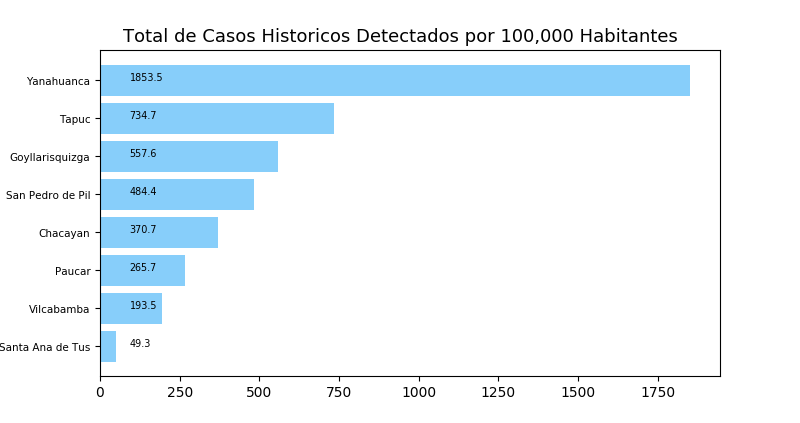 Total de Casos Historicos Detectados por 100,000 Habitantes
Yanahuanca 1853.5
Tapuc 734.7
Goyllarisquizga 557.6
San Pedro de Pil 484.4
Chacayan 370.7
Paucar 265.7
Vilcabamba 193.5
Santa Ana de Tus 49.3
0 250 500 750 1000 1250 1500 1750